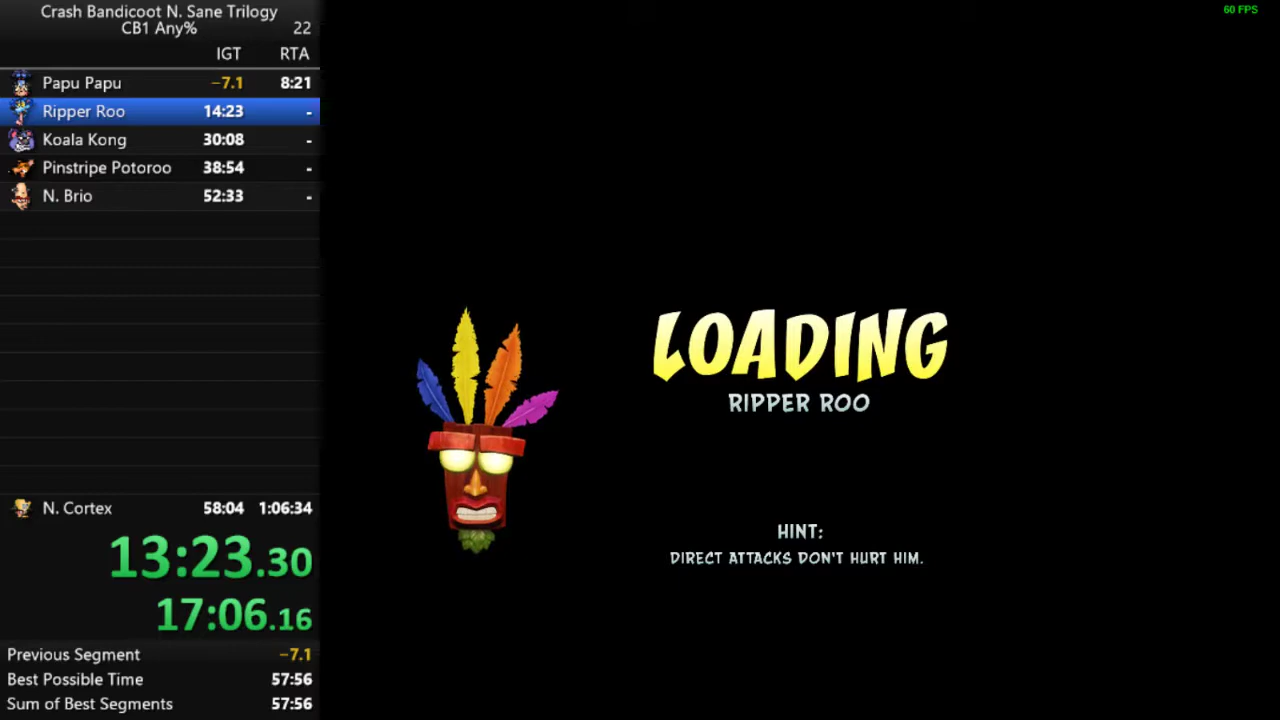 Crash Bandicoot N. Sane Trilogy
CB1 Any% 22
IGT RTA
Papu Papu −7.1 8:21
Ripper Roo 14:23 -
Koala Kong 30:08 -
Pinstripe Potoroo 38:54 -
N. Brio 52:33 -
N. Cortex 58:04 1:06:34
13:23.30
17:06.16
Previous Segment −7.1
Best Possible Time 57:56
Sum of Best Segments 57:56
60 FPS
LOADING
RIPPER ROO
HINT:
DIRECT ATTACKS DON'T HURT HIM.